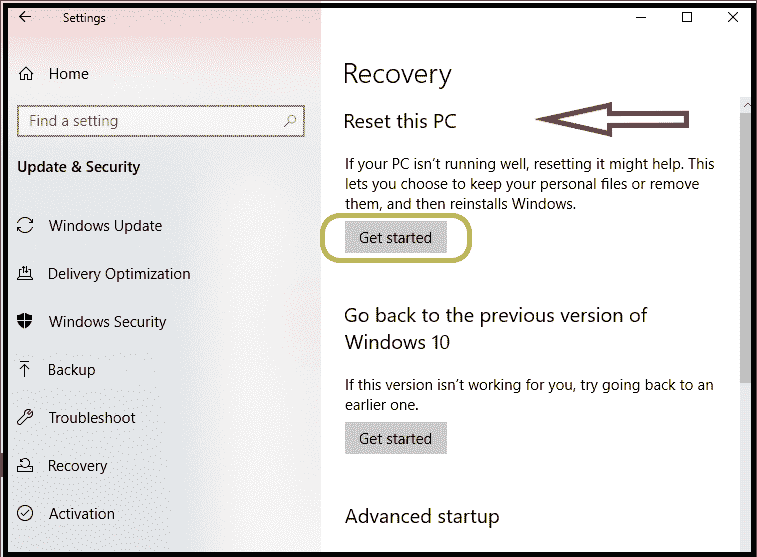 Settings
Home
Find a setting
Update & Security
Windows Update
Delivery Optimization
Windows Security
Backup
Troubleshoot
Recovery
Activation
Recovery
Reset this PC
If your PC isn't running well, resetting it might help. This
lets you choose to keep your personal files or remove
them, and then reinstalls Windows.
Get started
Go back to the previous version of
Windows 10
If this version isn't working for you, try going back to an
earlier one.
Get started
Advanced startup